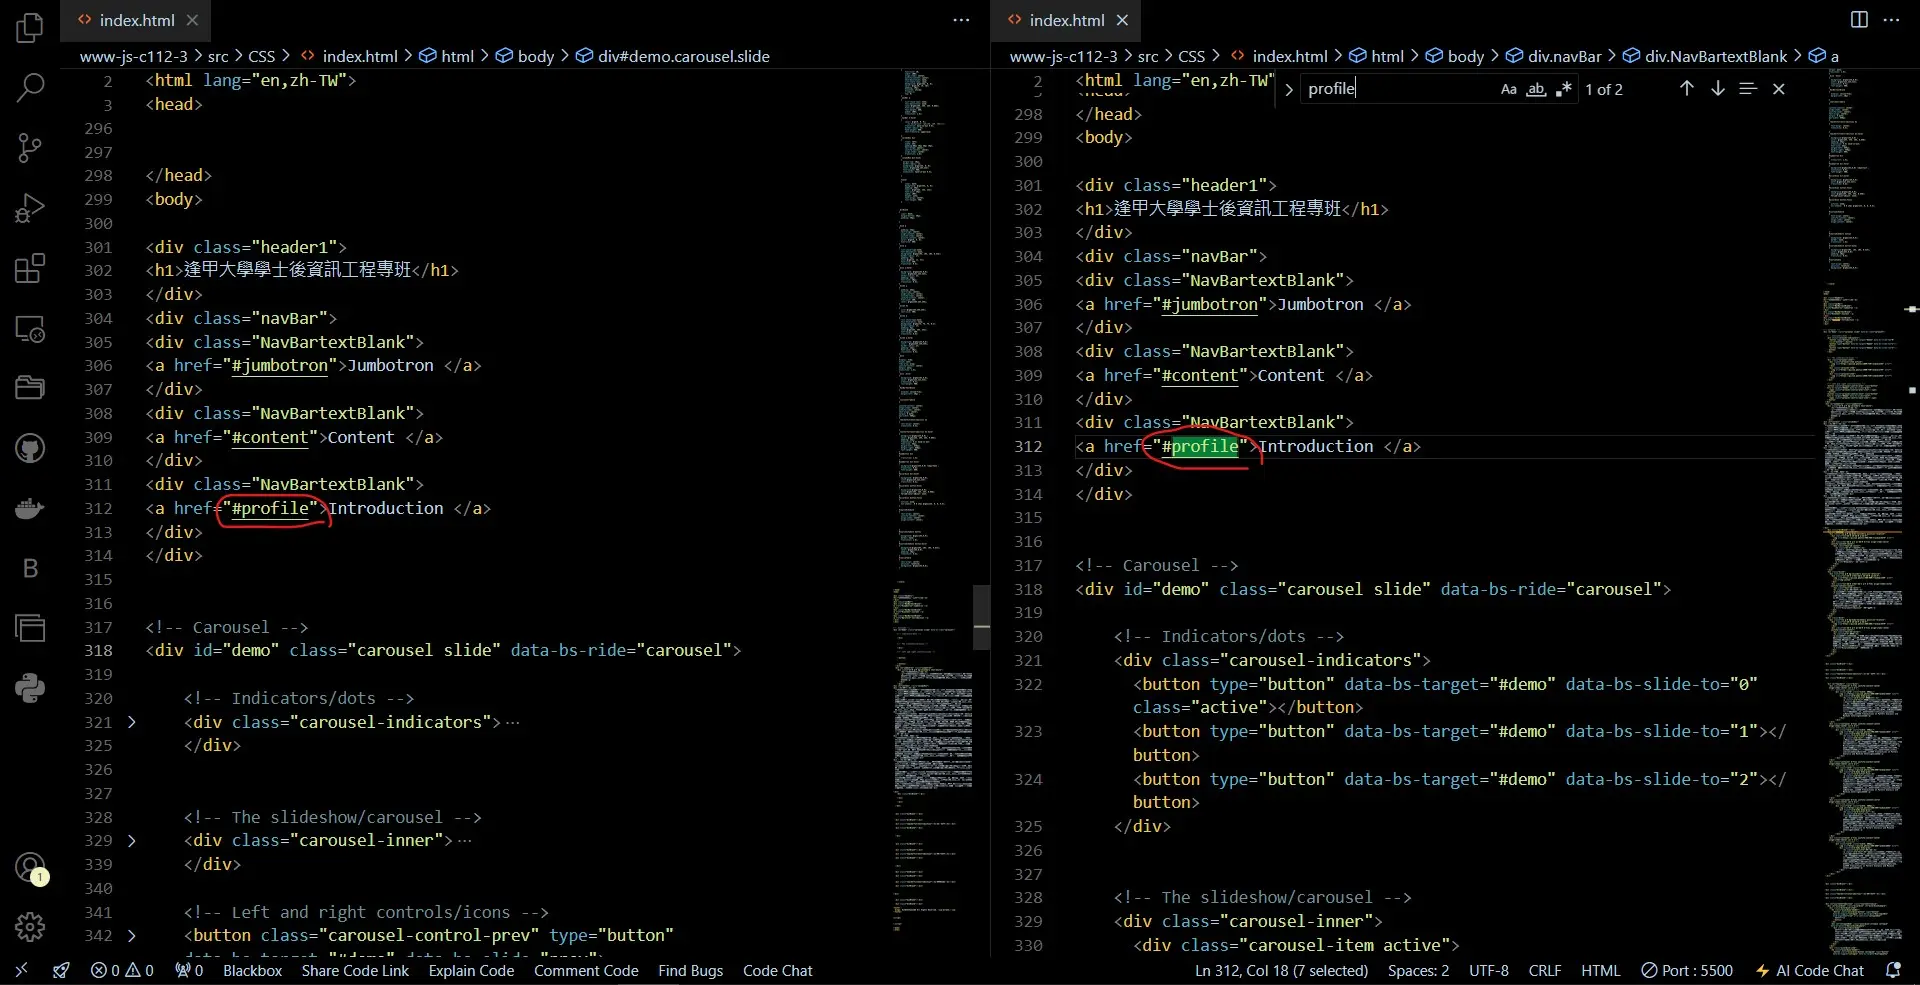 index.html
index.html
www-js-c112-3 > src > CSS > <> index.html > html > body > div#demo.carousel.slide
2 <html lang="en,zh-TW">
3 <head>
296
297
298 </head>
299 <body>
300
301 <div class="header1">
302 <h1>逢甲大學學士後資訊工程專班</h1>
303 </div>
304 <div class="navBar">
305 <div class="NavBartextBlank">
306 <a href="#jumbotron">Jumbotron </a>
307 </div>
308 <div class="NavBartextBlank">
309 <a href="#content">Content </a>
310 </div>
311 <div class="NavBartextBlank">
312 <a href="#profile">Introduction </a>
313 </div>
314 </div>
315
316
317 <!-- Carousel -->
318 <div id="demo" class="carousel slide" data-bs-ride="carousel">
319
320 <!-- Indicators/dots -->
321 > <div class="carousel-indicators">⋯
325 </div>
326
327
328 <!-- The slideshow/carousel -->
329 > <div class="carousel-inner">⋯
339 </div>
340
341 <!-- Left and right controls/icons -->
342 > <button class="carousel-control-prev" type="button"
data-bs-target="#demo" data-bs-slide="prev">
www-js-c112-3 > src > CSS > <> index.html > html > body > div.navBar > div.NavBartextBlank > a
profile
Aa ab .* 1 of 2
2 <html lang="en,zh-TW"
3 <head>
298 </head>
299 <body>
300
301 <div class="header1">
302 <h1>逢甲大學學士後資訊工程專班</h1>
303 </div>
304 <div class="navBar">
305 <div class="NavBartextBlank">
306 <a href="#jumbotron">Jumbotron </a>
307 </div>
308 <div class="NavBartextBlank">
309 <a href="#content">Content </a>
310 </div>
311 <div class="NavBartextBlank">
312 <a href="#profile">Introduction </a>
313 </div>
314 </div>
315
316
317 <!-- Carousel -->
318 <div id="demo" class="carousel slide" data-bs-ride="carousel">
319
320 <!-- Indicators/dots -->
321 <div class="carousel-indicators">
322 <button type="button" data-bs-target="#demo" data-bs-slide-to="0"
class="active"></button>
323 <button type="button" data-bs-target="#demo" data-bs-slide-to="1"></
button>
324 <button type="button" data-bs-target="#demo" data-bs-slide-to="2"></
button>
325 </div>
326
327
328 <!-- The slideshow/carousel -->
329 <div class="carousel-inner">
330 <div class="carousel-item active">
B
1
0 0 0 Blackbox Share Code Link Explain Code Comment Code Find Bugs Code Chat Ln 312, Col 18 (7 selected) Spaces: 2 UTF-8 CRLF HTML Port : 5500 AI Code Chat